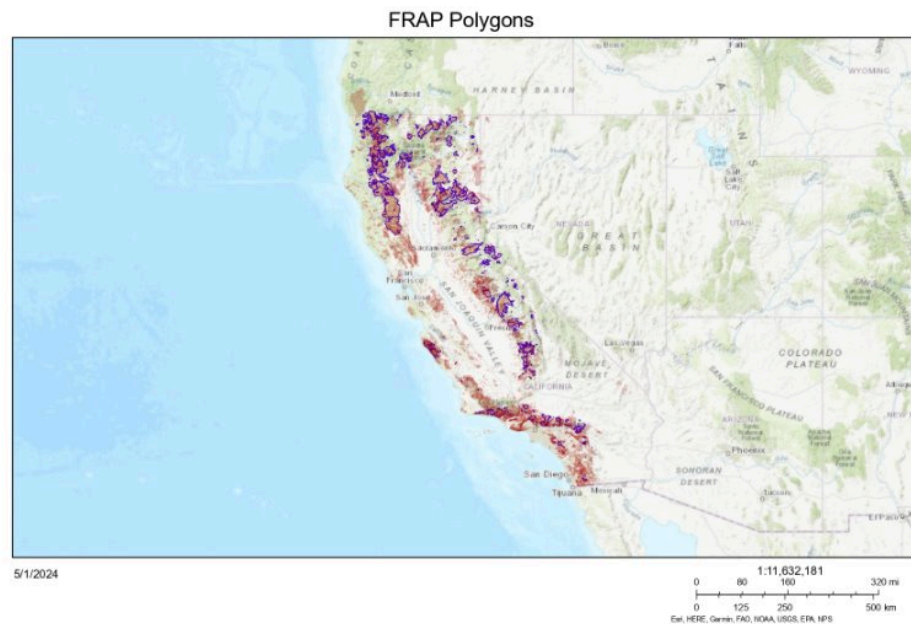 FRAP Polygons
Boise
WYOMING
Medford
HARNEY BASIN
Great
Salt
Lake
Salt
Lake
City
Carson City
NEVADA
UTAH
GREAT
BASIN
Sacramento
San
Francisco
San Jose
SAN JOAQUIN VALLEY
Las Vegas
MOJAVE
DESERT
COLORADO
PLATEAU
CALIFORNIA
SAN FRANCISCO PLATEAU
ARIZONA
Phoenix
SONORAN
DESERT
San Diego
Tijuana
Mexicali
Tucson
El Paso
5/1/2024
1:11,632,181
0 80 160 320 mi
0 125 250 500 km
Esri, HERE, Garmin, FAO, NOAA, USGS, EPA, NPS